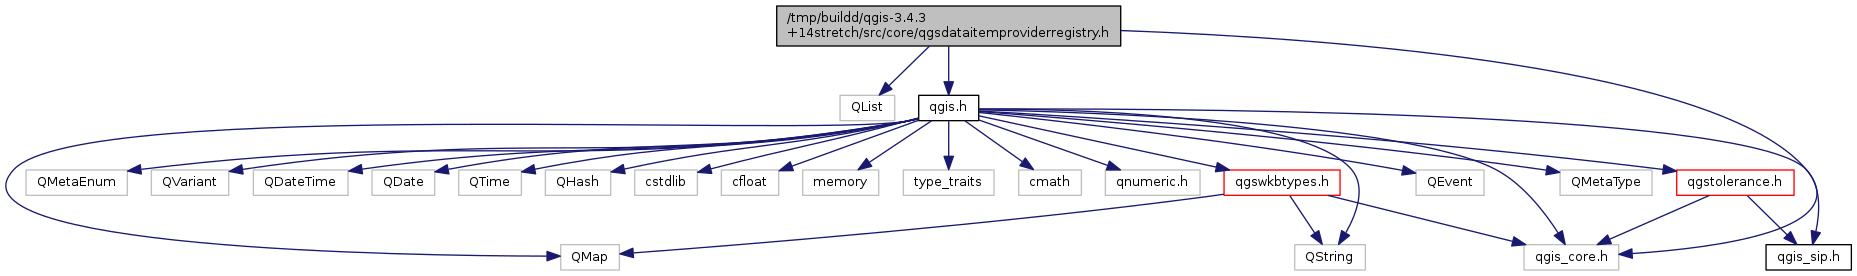 /tmp/buildd/qgis-3.4.3
+14stretch/src/core/qgsdataitemproviderregistry.h
QList
qgis.h
QMetaEnum
QVariant
QDateTime
QDate
QTime
QHash
cstdlib
cfloat
memory
type_traits
cmath
qnumeric.h
qgswkbtypes.h
QEvent
QMetaType
qgstolerance.h
QMap
QString
qgis_core.h
qgis_sip.h